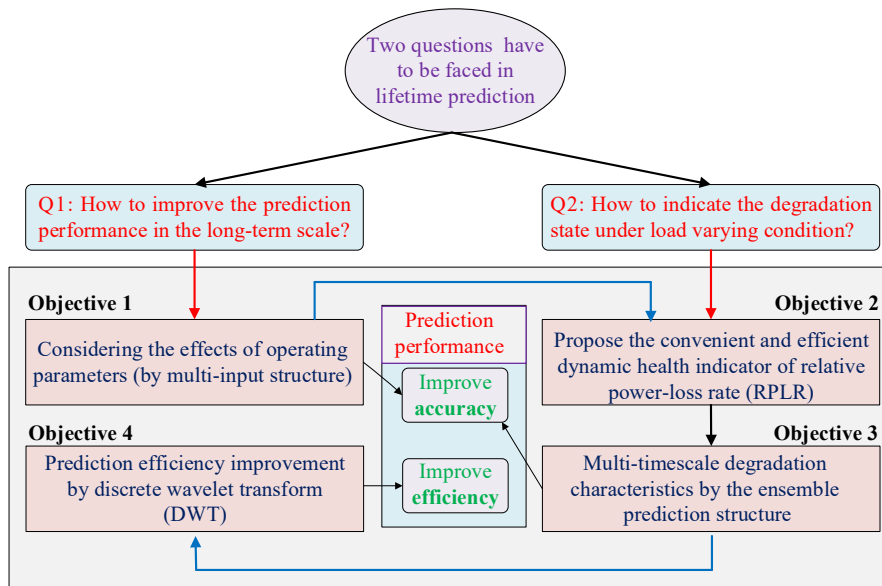 Two questions have
to be faced in
lifetime prediction
Q1: How to improve the prediction
performance in the long-term scale?
Q2: How to indicate the degradation
state under load varying condition?
Objective 1
Considering the effects of operating
parameters (by multi-input structure)
Prediction
performance
Improve
accuracy
Improve
efficiency
Objective 2
Propose the convenient and efficient
dynamic health indicator of relative
power-loss rate (RPLR)
Objective 4
Prediction efficiency improvement
by discrete wavelet transform
(DWT)
Objective 3
Multi-timescale degradation
characteristics by the ensemble
prediction structure